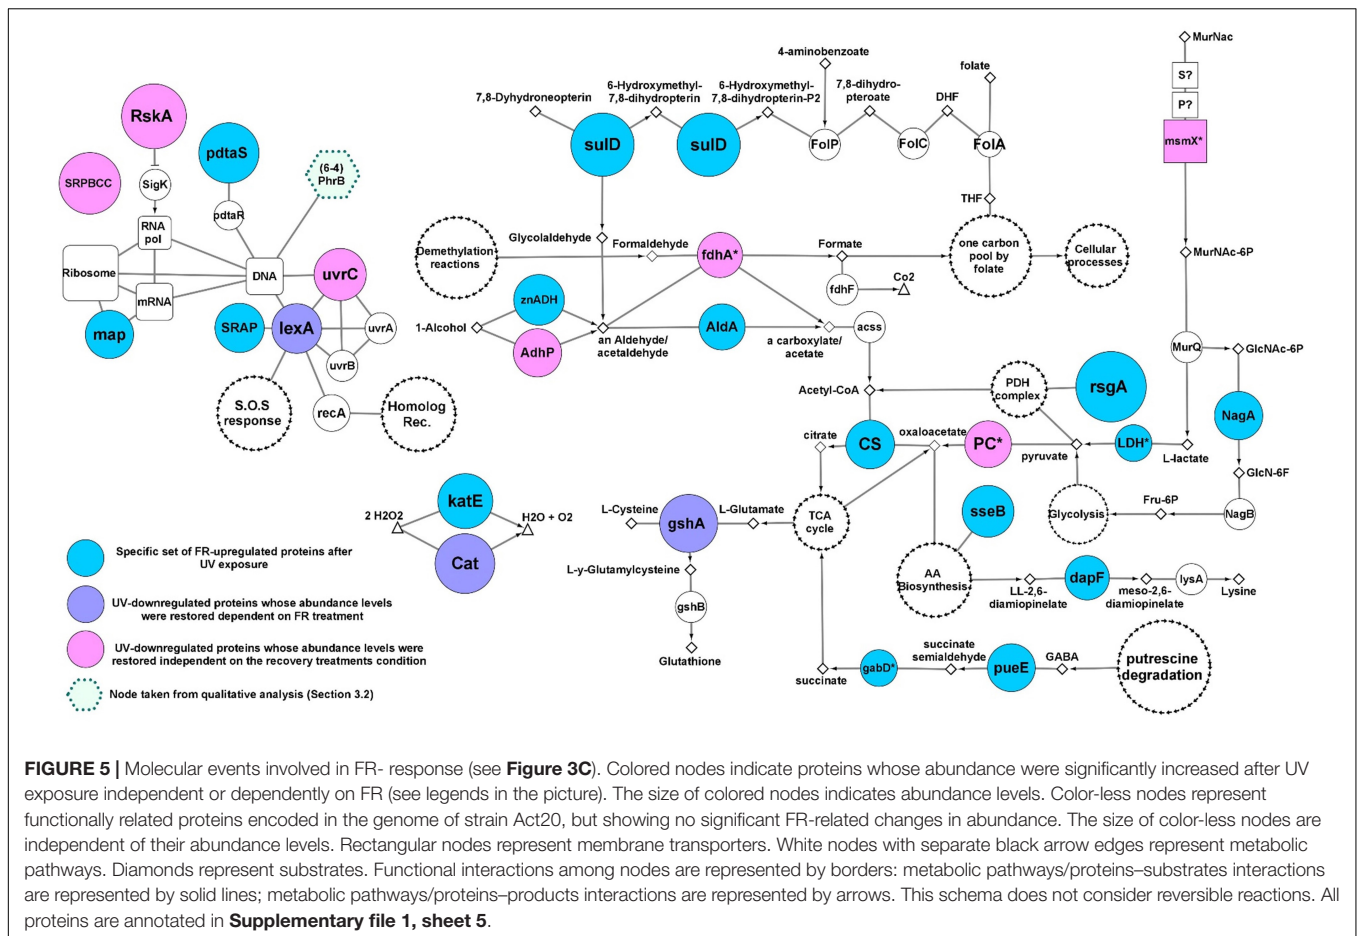 MurNac
4-aminobenzoate
folate
S?
6-Hydroxymethyl-
7,8-dihydropterin
6-Hydroxymethyl-
7,8-dihydropterin-P2
7,8-dihydro-
pteroate
DHF
7,8-Dyhydroneopterin
P?
RskA
sulD
sulD
FolP
FolC
FolA
msmX*
pdtaS
(6-4)
PhrB
SRPBCC
SigK
THF
pdtaR
RNA
pol
Glycolaldehyde
Formaldehyde
Formate
Demethylation
reactions
fdhA*
one carbon
pool by
folate
Cellular
processes
MurNAc-6P
Ribosome
DNA
uvrC
fdhF
Co2
mRNA
znADH
map
SRAP
lexA
uvrA
1-Alcohol
AldA
acss
an Aldehyde/
acetaldehyde
a carboxylate/
acetate
AdhP
uvrB
MurQ
GlcNAc-6P
S.O.S
response
recA
Homolog
Rec.
Acetyl-CoA
PDH
complex
rsgA
NagA
citrate
CS
oxaloacetate
PC*
pyruvate
LDH*
L-lactate
GlcN-6F
katE
2 H2O2
H2O + O2
Cat
L-Cysteine
gshA
L-Glutamate
TCA
cycle
sseB
Glycolysis
Fru-6P
NagB
Specific set of FR-upregulated proteins after
UV exposure
L-y-Glutamylcysteine
AA
Biosynthesis
LL-2,6-
diamiopinelate
dapF
meso-2,6-
diamiopinelate
lysA
Lysine
UV-downregulated proteins whose abundance levels
were restored dependent on FR treatment
gshB
UV-downregulated proteins whose abundance levels were
restored independent on the recovery treatments condition
Glutathione
succinate
gabD*
succinate
semialdehyde
pueE
GABA
putrescine
degradation
Node taken from qualitative analysis (Section 3.2)
FIGURE 5 | Molecular events involved in FR- response (see Figure 3C). Colored nodes indicate proteins whose abundance were significantly increased after UV
exposure independent or dependently on FR (see legends in the picture). The size of colored nodes indicates abundance levels. Color-less nodes represent
functionally related proteins encoded in the genome of strain Act20, but showing no significant FR-related changes in abundance. The size of color-less nodes are
independent of their abundance levels. Rectangular nodes represent membrane transporters. White nodes with separate black arrow edges represent metabolic
pathways. Diamonds represent substrates. Functional interactions among nodes are represented by borders: metabolic pathways/proteins–substrates interactions
are represented by solid lines; metabolic pathways/proteins–products interactions are represented by arrows. This schema does not consider reversible reactions. All
proteins are annotated in Supplementary file 1, sheet 5.